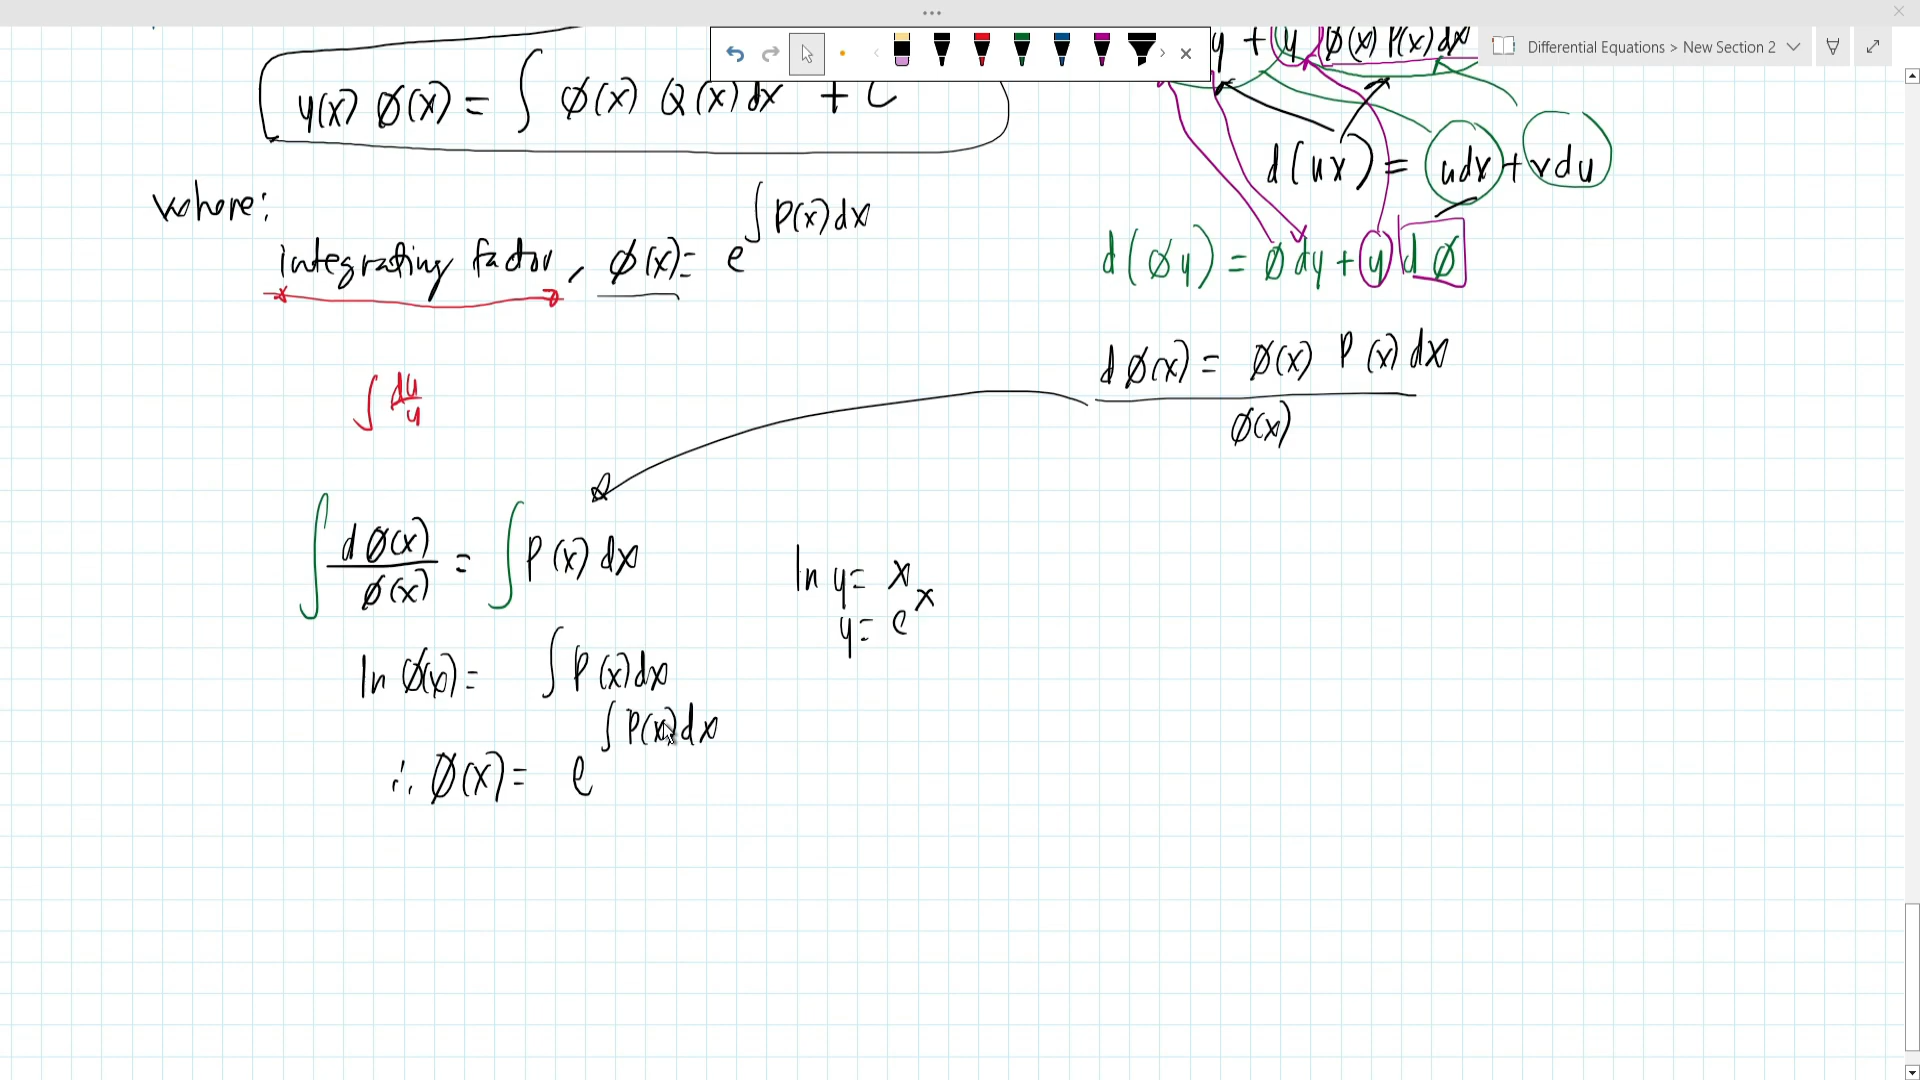 Differential Equations > New Section 2
y + y ϕ(x) P(x) dx
y(x) ϕ(x) = ∫ ϕ(x) Q(x) dx + C
d(ux) = udx + vdu
where:
integrating factor, ϕ(x) = e^∫P(x)dx
d(ϕy) = ϕdy + y dϕ
dϕ(x) = ϕ(x) P(x) dx
ϕ(x)
∫ du/u
∫ dϕ(x)/ϕ(x) = ∫ P(x) dx
ln y = x
y = e^x
ln ϕ(x) = ∫ P(x) dx
∴ ϕ(x) = e^∫P(x)dx